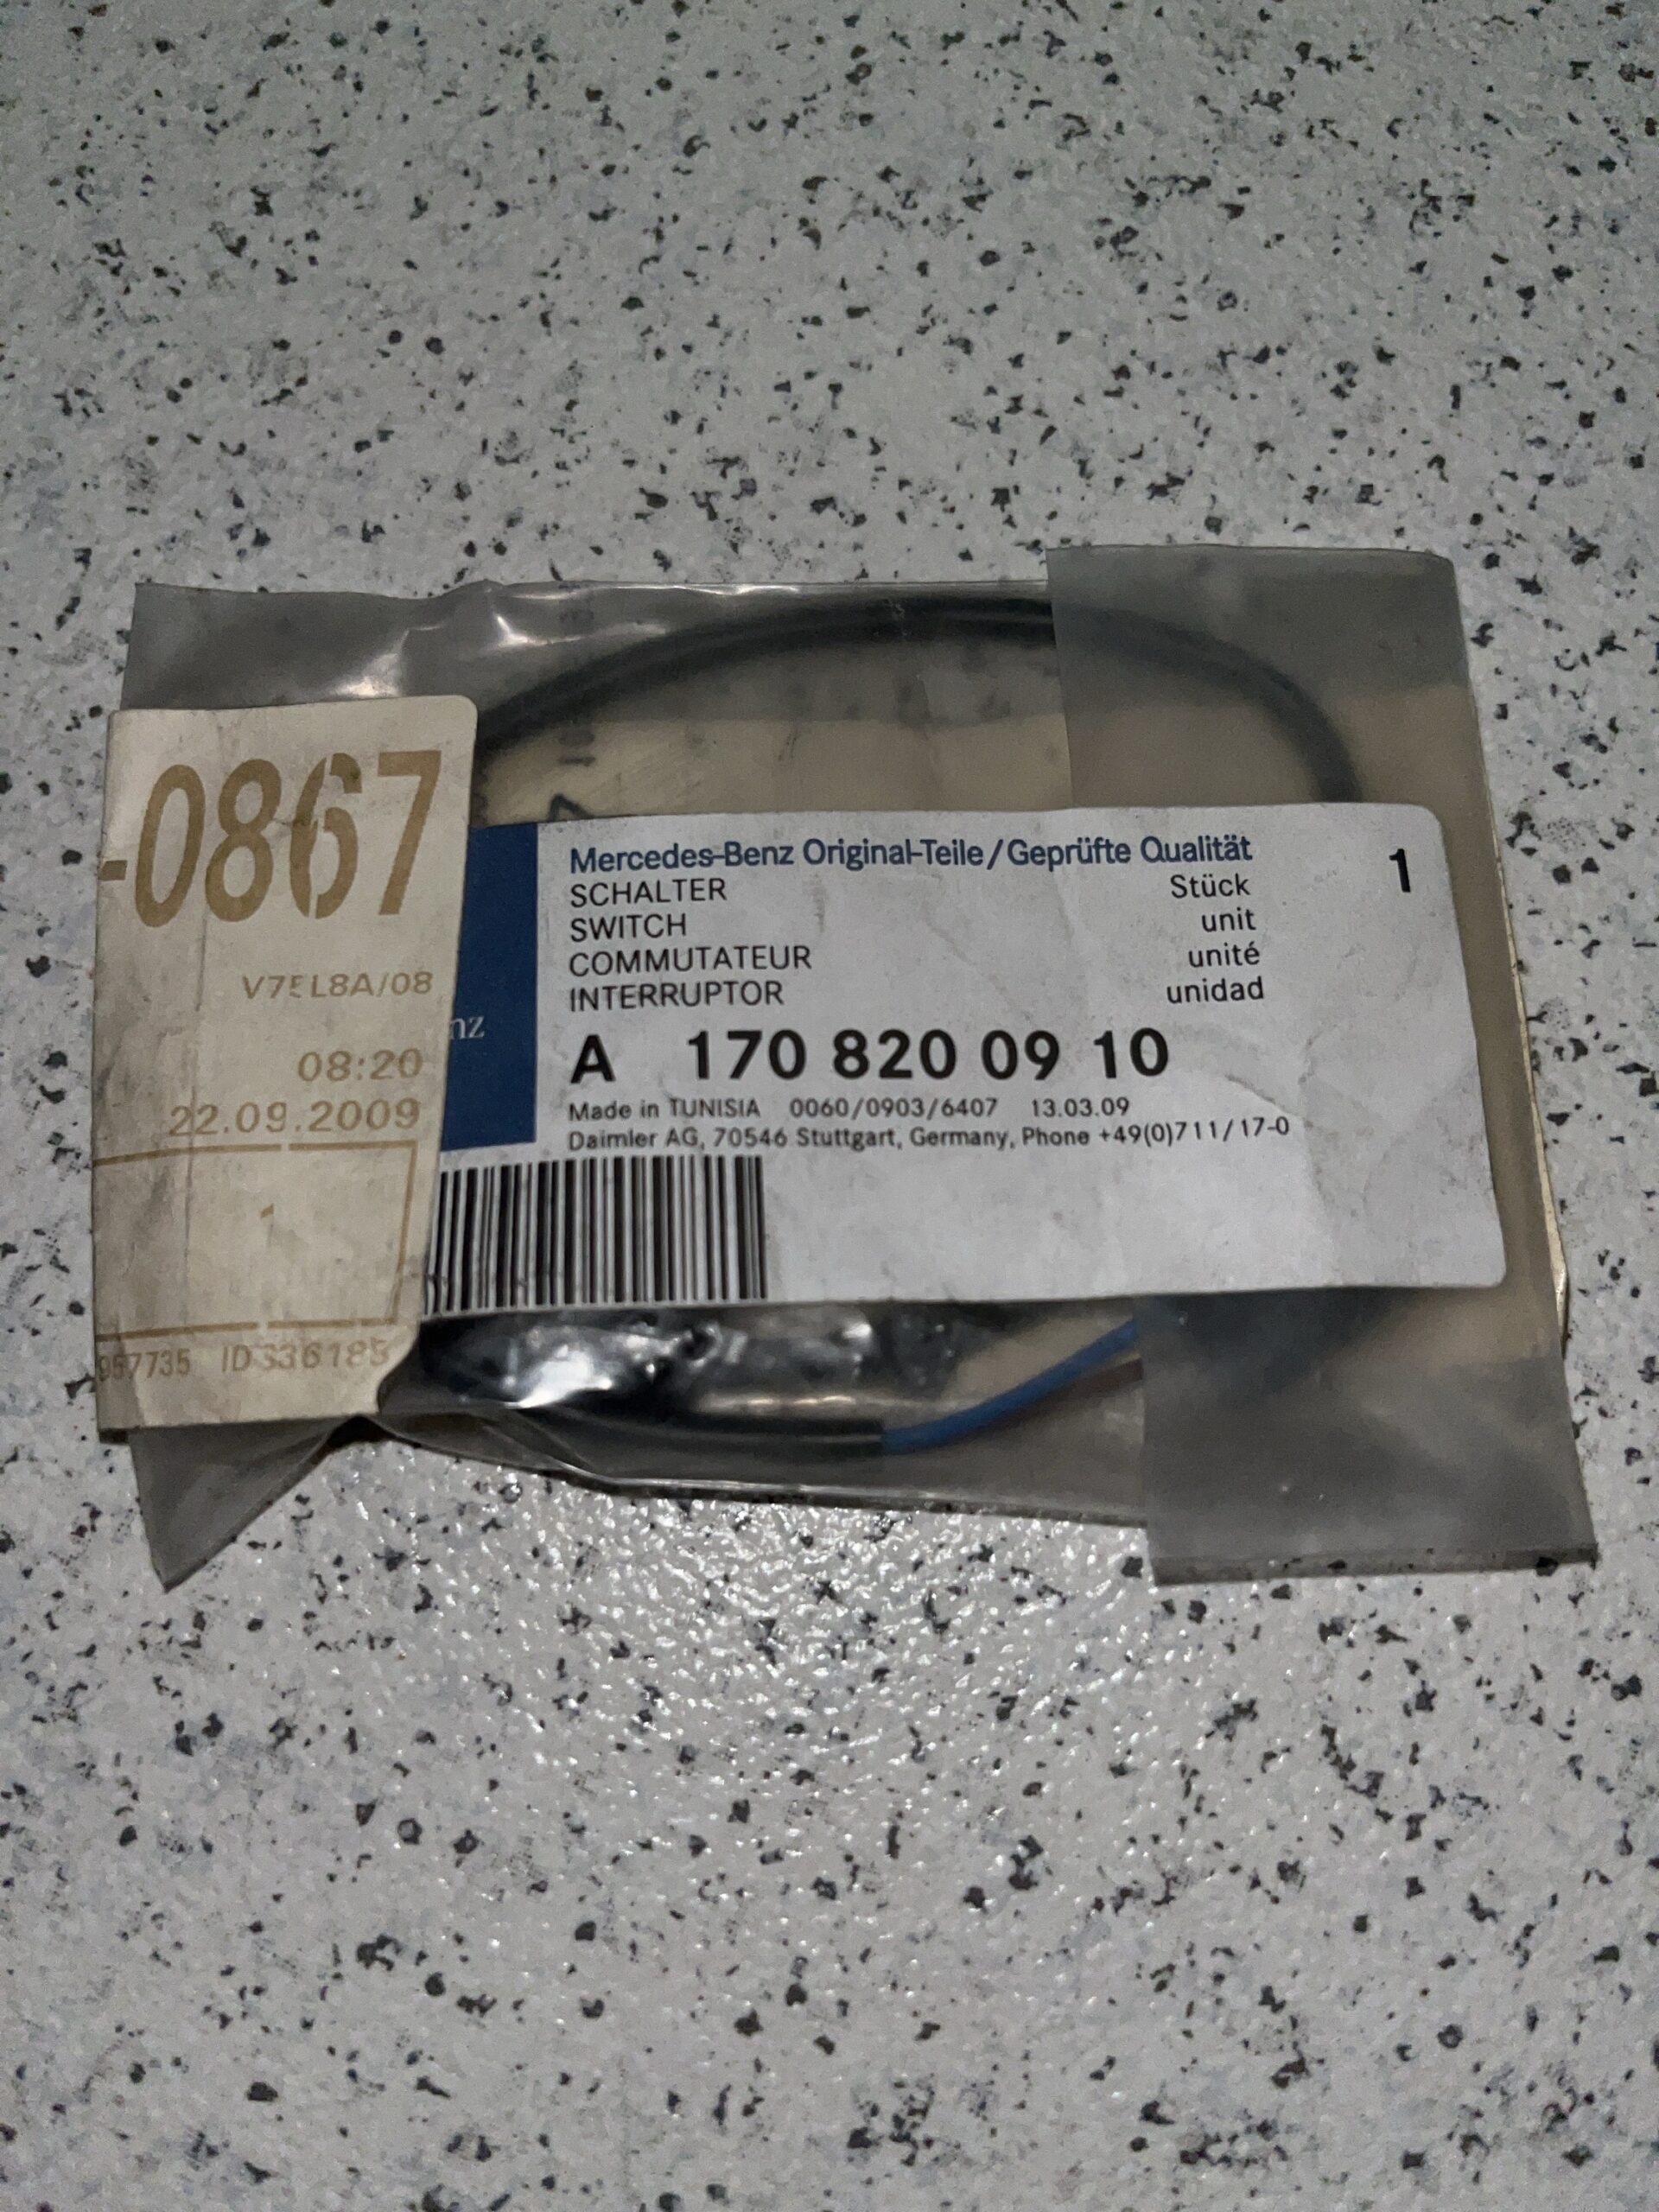 -0867
V75L8A/08
08:20
22.09.2009
1
957735 ID336185
nz
Mercedes-Benz Original-Teile/Geprüfte Qualität
SCHALTER Stück 1
SWITCH unit
COMMUTATEUR unité
INTERRUPTOR unidad
A 170 820 09 10
Made in TUNISIA 0060/0903/6407 13.03.09
Daimler AG, 70546 Stuttgart, Germany, Phone +49(0)711/17-0